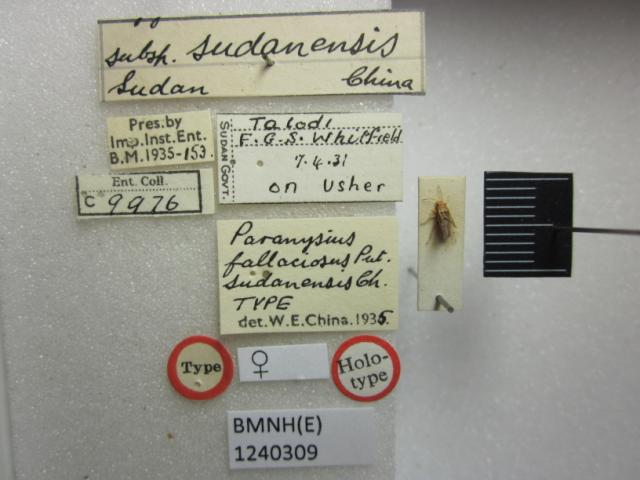 subsp. sudanensis
Sudan China
Pres. by
Imp. Inst. Ent.
B.M. 1935-153.
SUDAN GOVT.
Talodi
F.G.S. Whitfield
7.4.31
on Usher
Ent. Coll.
C 9976
Paranysius
fallaciosus Put.
sudanensis Ch.
TYPE
det. W.E. China. 1935
Type
♀
Holo-
type
BMNH(E)
1240309